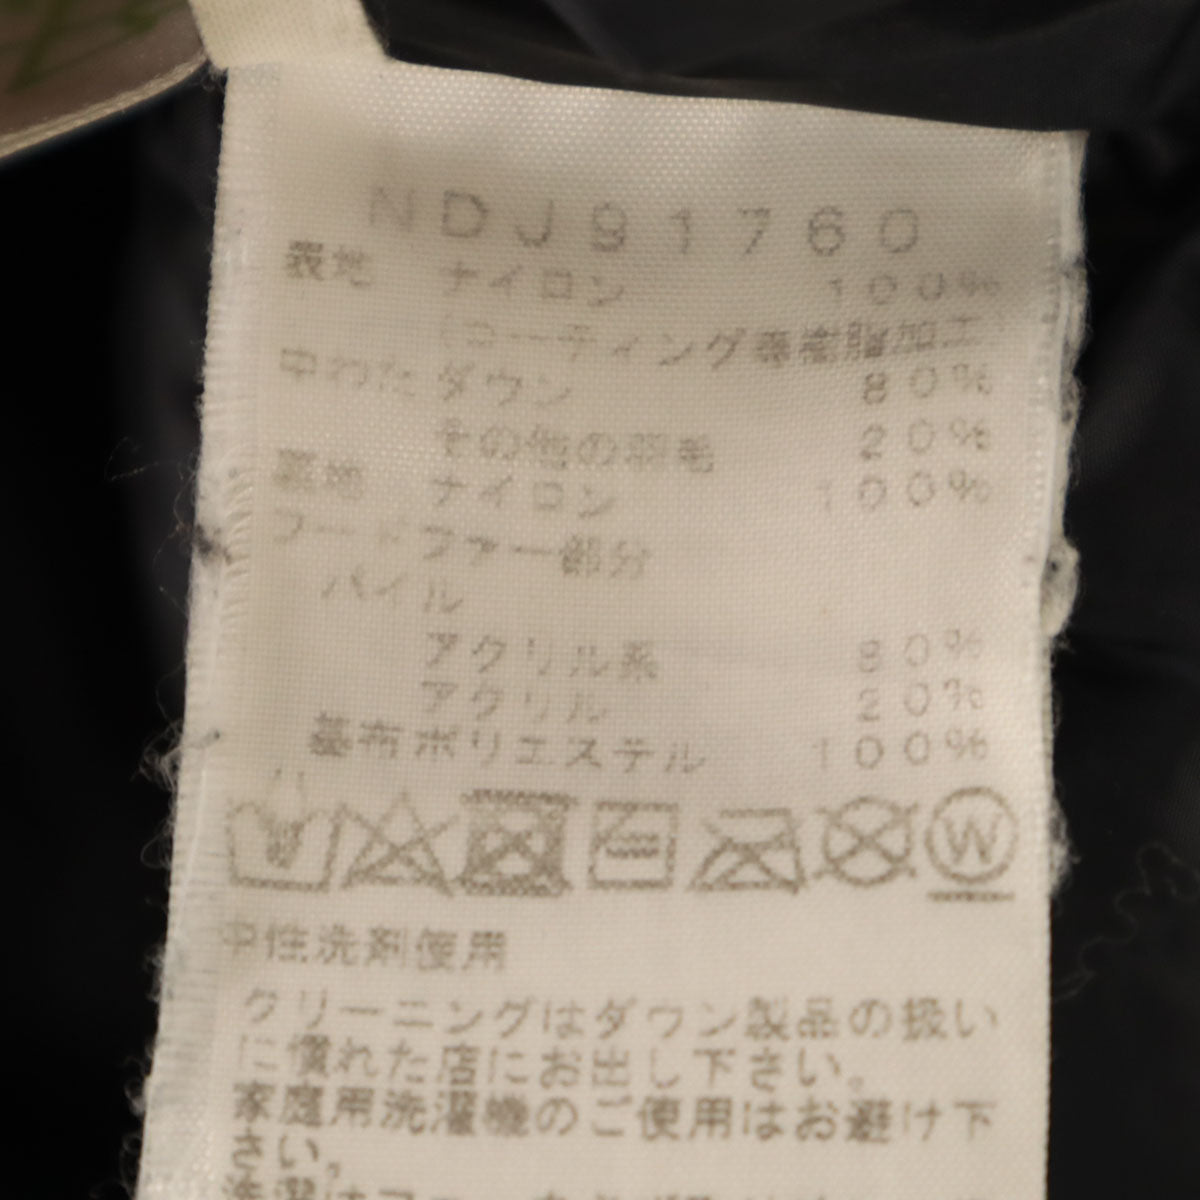 NDJ91760
表地 ナイロン 100%
(コーティング等樹脂加工
中わた ダウン 80%
その他の羽毛 20%
裏地 ナイロン 100%
フードファー部分
パイル
アクリル系 80%
アクリル 20%
基布ポリエステル 100%
W
中性洗剤使用
クリーニングはダウン製品の扱い
に慣れた店にお出し下さい。
家庭用洗濯機のご使用はお避け下
さい。